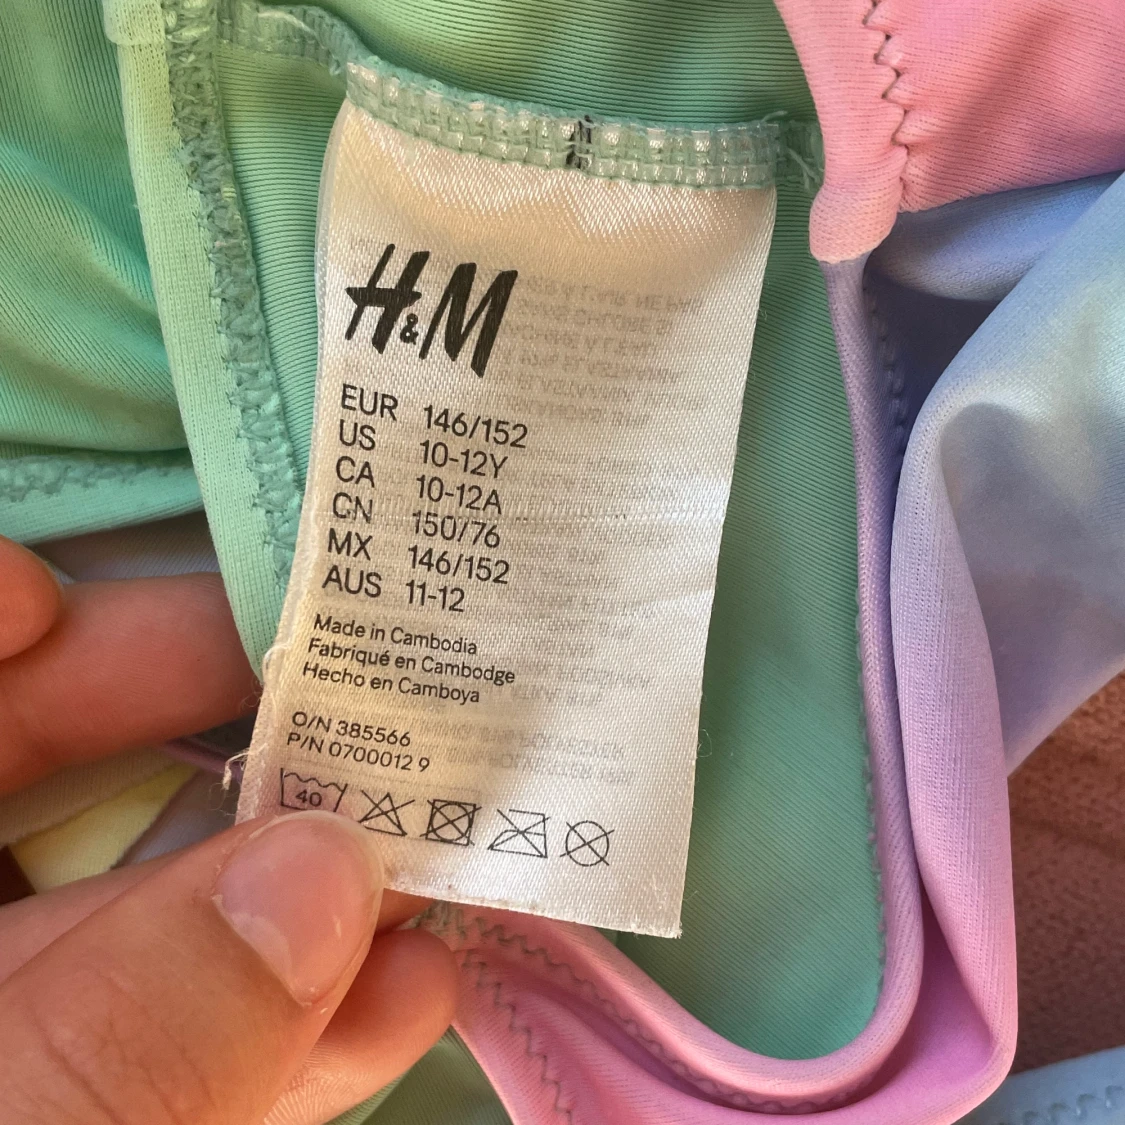 H&M
EUR 146/152
US 10-12Y
CA 10-12A
CN 150/76
MX 146/152
AUS 11-12
Made in Cambodia
Fabriqué en Cambodge
Hecho en Camboya
O/N 385566
P/N 0700012 9
40